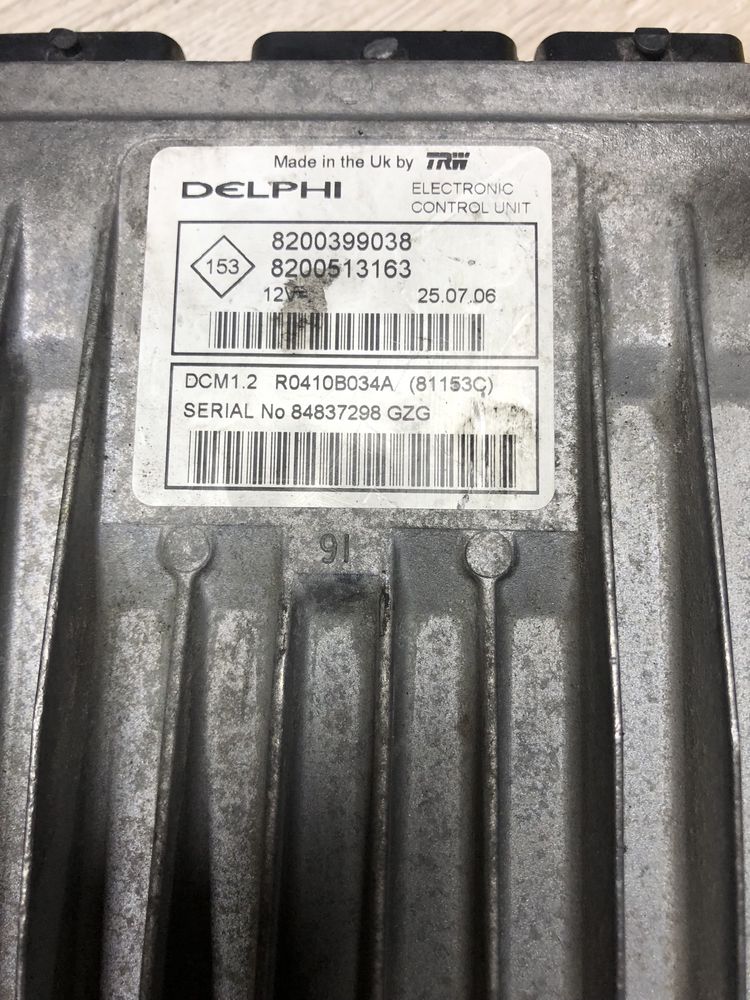 Made in the Uk by TRW
DELPHI
ELECTRONIC
CONTROL UNIT
153
8200399038
8200513163
12V
25.07.06
DCM1.2 R0410B034A (81153C)
SERIAL No 84837298 GZG
91